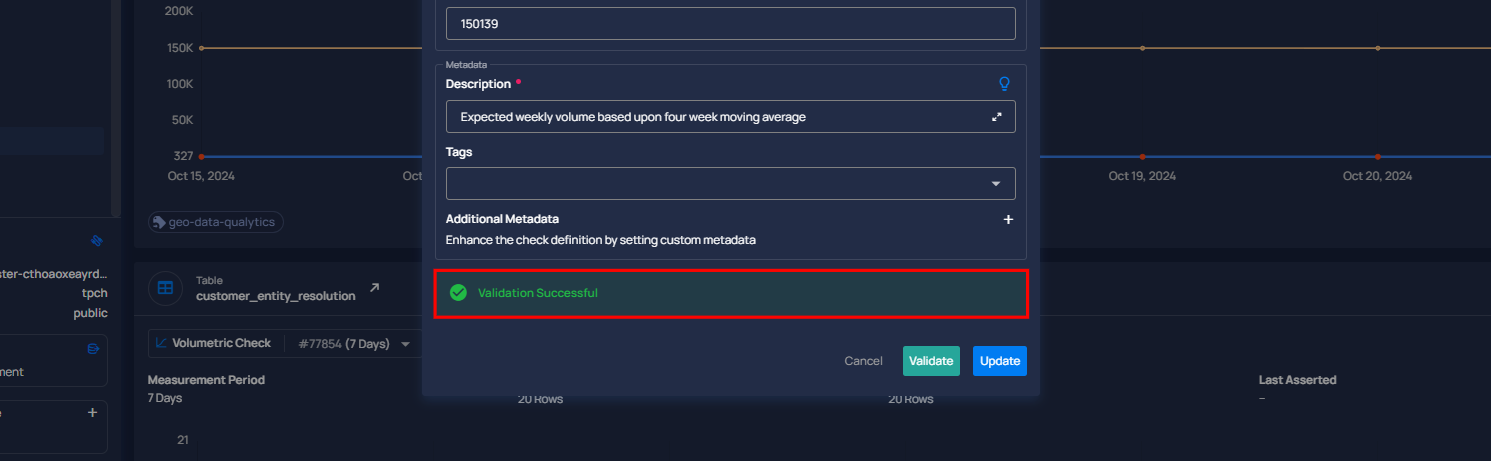 200K
150K
100K
50K
327
Oct 15, 2024
Oct
Oct 19, 2024
Oct 20, 2024
geo-data-qualytics
150139
Metadata
Description •
Expected weekly volume based upon four week moving average
Tags
Additional Metadata
+
Enhance the check definition by setting custom metadata
Validation Successful
Cancel
Validate
Update
ster-cthoaoxeayrd...
tpch
public
ment
e
+
Table
customer_entity_resolution
Volumetric Check
#77854 (7 Days)
Measurement Period
7 Days
20 Rows
20 Rows
Last Asserted
–
21